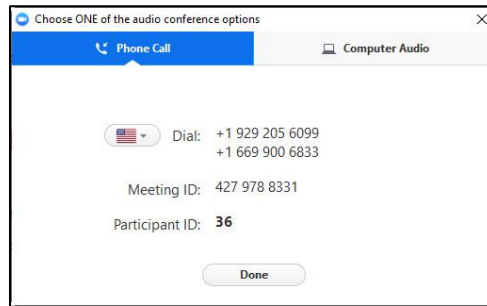 Choose ONE of the audio conference options
Phone Call
Computer Audio
Dial: +1 929 205 6099
+1 669 900 6833
Meeting ID: 427 978 8331
Participant ID: 36
Done